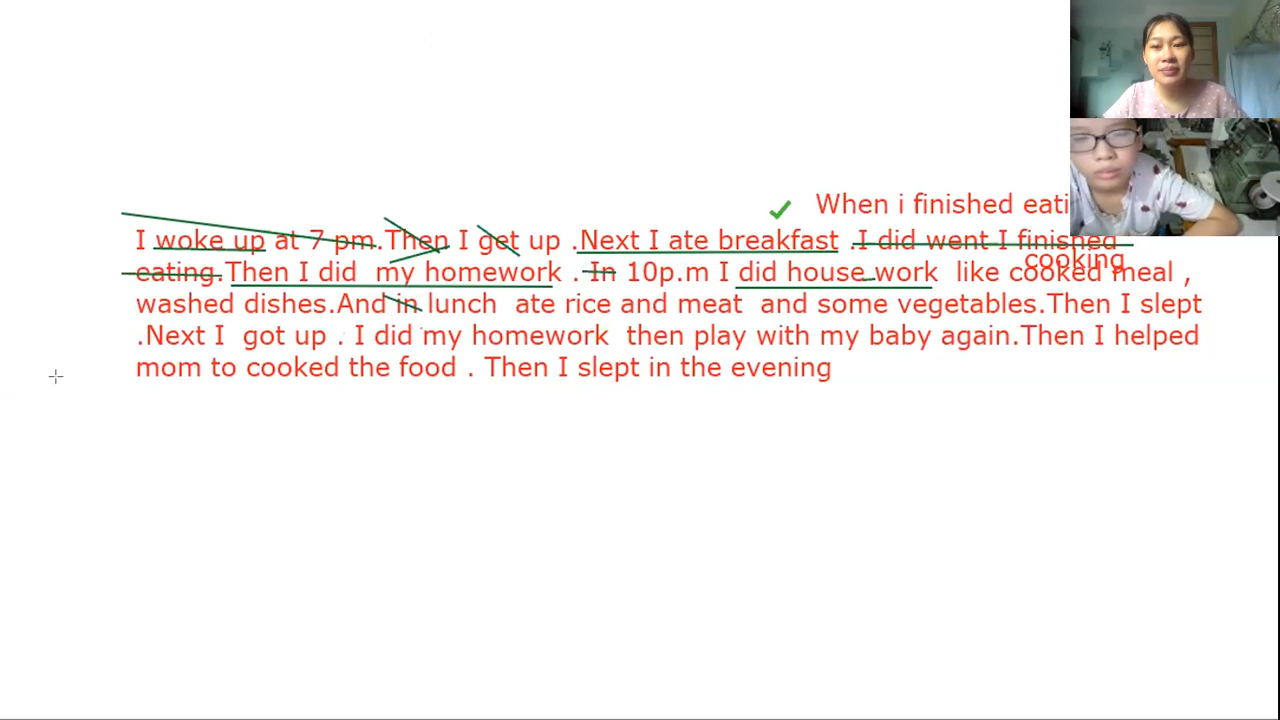 When i finished eati
I woke up at 7 pm.Then I get up .Next I ate breakfast .I did went I finished
cooking
eating.Then I did my homework . In 10p.m I did house work like cooked meal ,
washed dishes.And in lunch ate rice and meat and some vegetables.Then I slept
.Next I got up . I did my homework then play with my baby again.Then I helped
mom to cooked the food . Then I slept in the evening